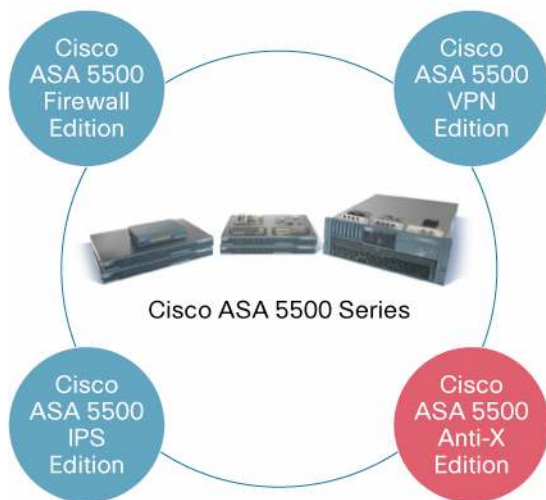 Cisco
ASA 5500
Firewall
Edition
Cisco
ASA 5500
VPN
Edition
Cisco ASA 5500 Series
Cisco
ASA 5500
IPS
Edition
Cisco
ASA 5500
Anti-X
Edition